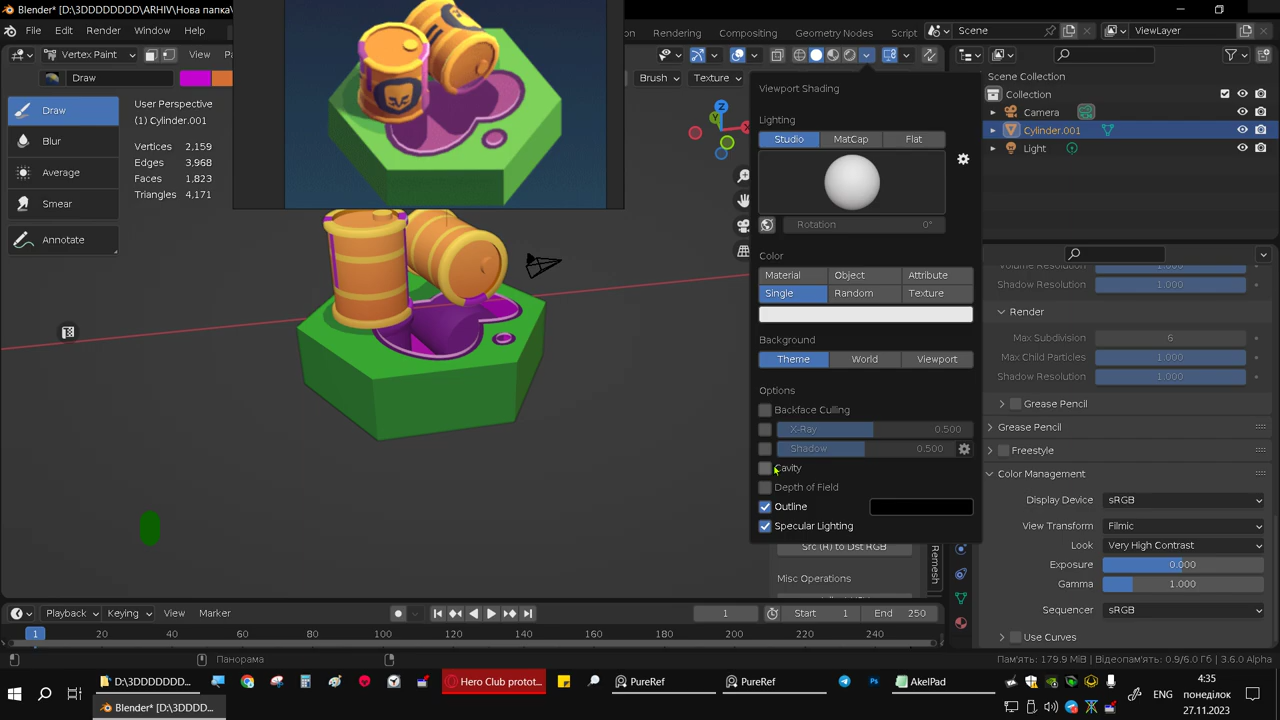 Blender* [D:\3DDDDDDDD\ARHIV\Нова папка\
File Edit Render Window
on Compositing Geometry Nodes Script
Scene
ViewLayer
Vertex Paint View Pa
Draw
Brush Texture
Draw
Blur
Average
Smear
Annotate
User Perspective
(1) Cylinder.001
Vertices 2,159
Edges 3,968
Faces 1,823
Triangles 4,171
Z
Y
X
Viewport Shading
Lighting
Studio MatCap Flat
Rotation 0°
Color
Material Object Attribute
Single Random Texture
Background
Theme World Viewport
Options
Backface Culling
X-Ray 0.500
Shadow 0.500
Cavity
Depth of Field
Outline
Specular Lighting
Src (R) to Dst RGB
Misc Operations
Remesh
Scene Collection
Collection
Camera
Cylinder.001
Light
Volume Resolution 1.000
Shadow Resolution 1.000
Render
Max Subdivision 6
Max Child Particles 1.000
Shadow Resolution 1.000
Grease Pencil
Grease Pencil
Freestyle
Color Management
Display Device sRGB
View Transform Filmic
Look Very High Contrast
Exposure 0.000
Gamma 1.000
Sequencer sRGB
Use Curves
Playback Keying View Marker
1
Start 1
End 250
1 20 40 60 80 100 120 140 160 180 200 220 240
Панорама
Пам'ять: 179.9 MiB | Відеопам'ять: 0.9/6.0 Гб | 3.6.0 Alpha
D:\3DDDDDDD...
Hero Club protot...
PureRef
PureRef
AkelPad
Blender* [D:\3DDDD...
ENG
4:35
понеділок
27.11.2023